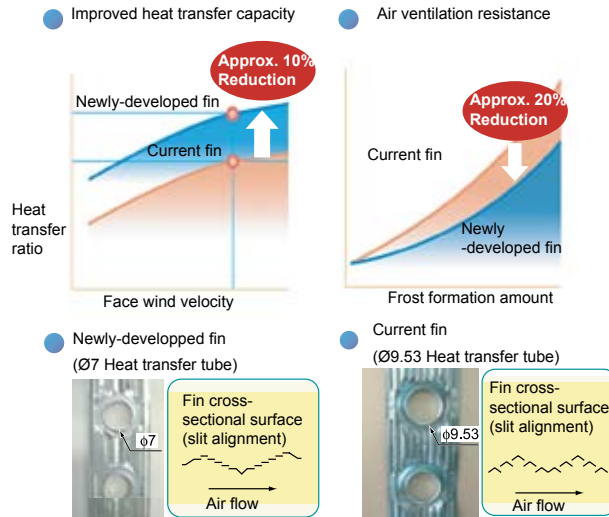 Improved heat transfer capacity
Approx. 10%
Reduction
Newly-developed fin
Current fin
Heat
transfer
ratio
Face wind velocity
Air ventilation resistance
Approx. 20%
Reduction
Current fin
Newly
-developed fin
Frost formation amount
Newly-developped fin
(Ø7 Heat transfer tube)
ϕ7
Fin cross-
sectional surface
(slit alignment)
Air flow
Current fin
(Ø9.53 Heat transfer tube)
ϕ9.53
Fin cross-
sectional surface
(slit alignment)
Air flow